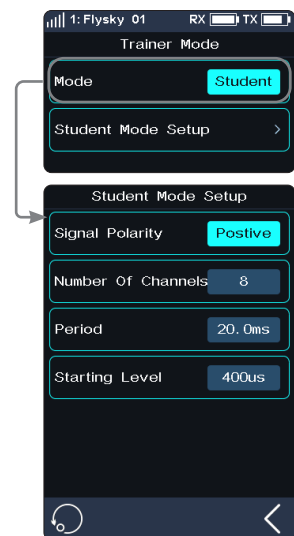 1: Flysky 01 RX TX
Trainer Mode
Mode Student
Student Mode Setup >
Student Mode Setup
Signal Polarity Postive
Number Of Channels 8
Period 20.0ms
Starting Level 400us